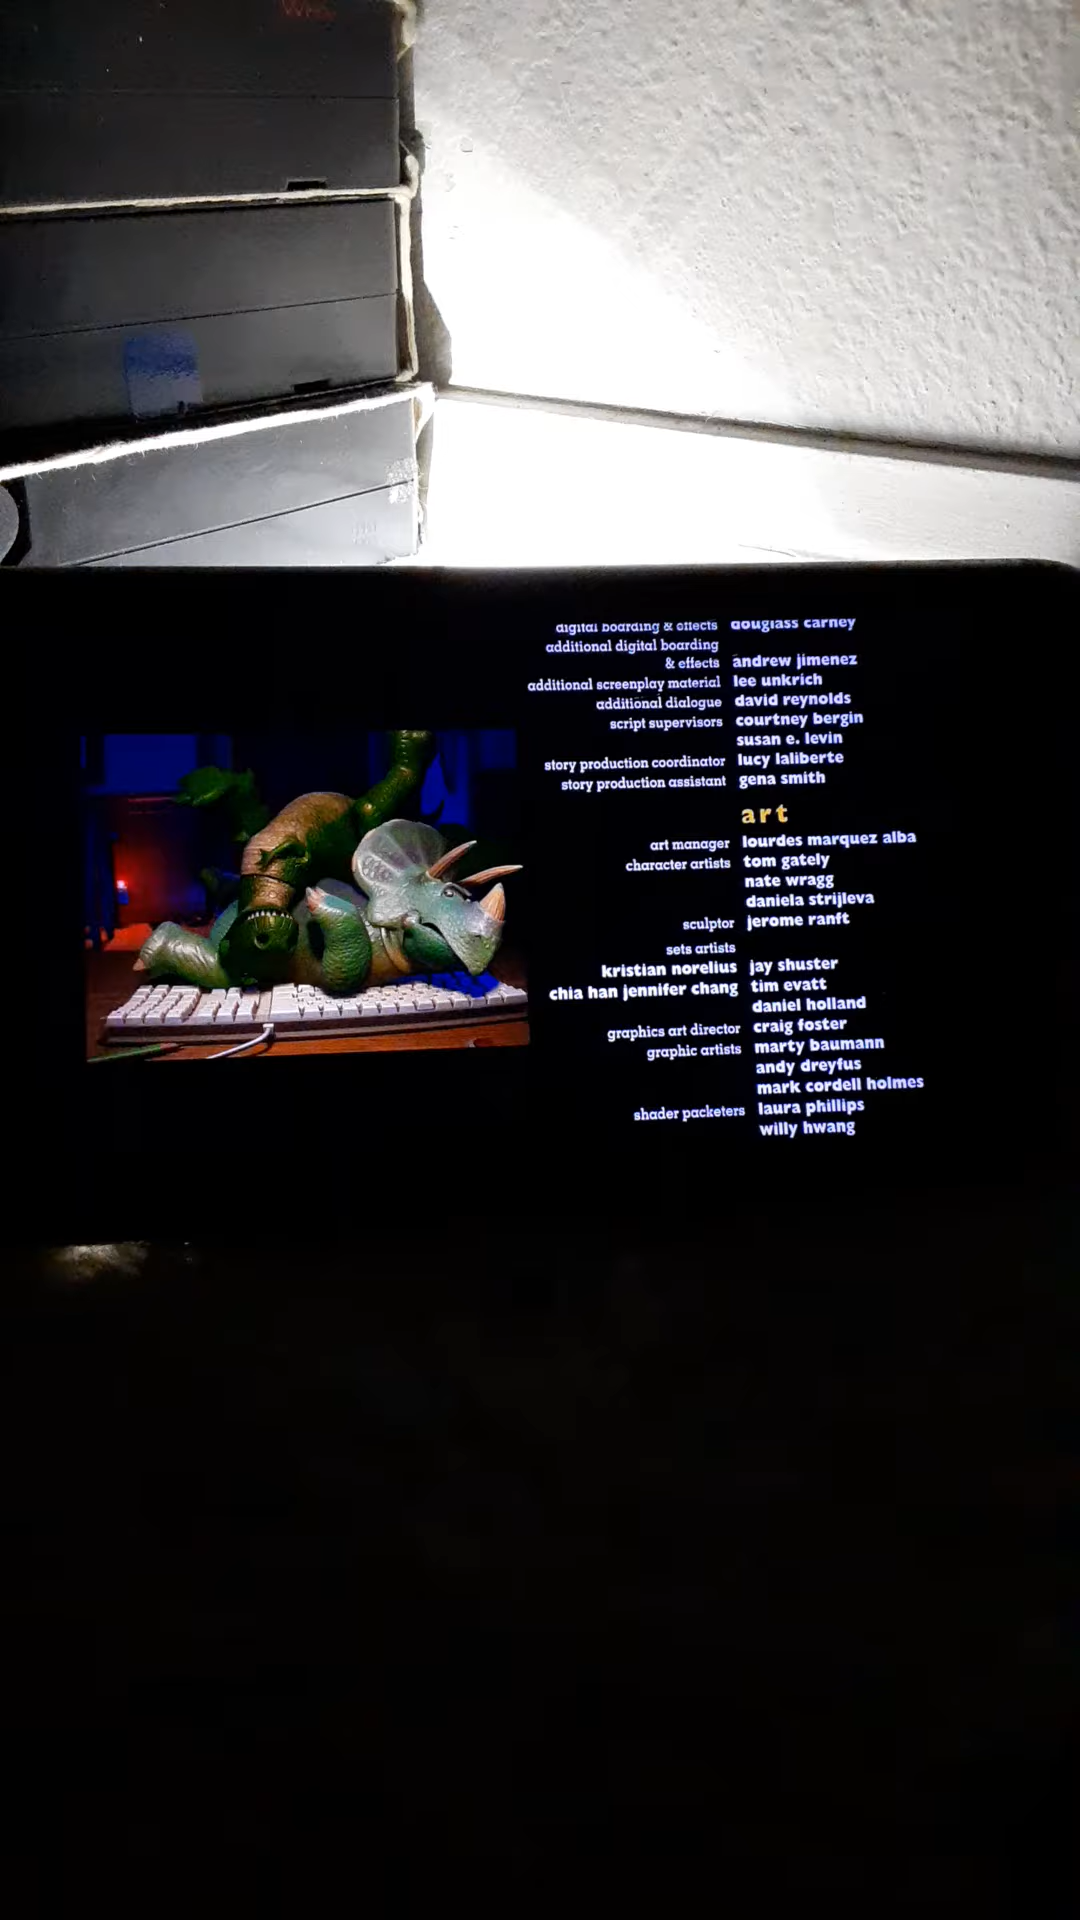 digital boarding & effects douglass carney
additional digital boarding
& effects andrew jimenez
additional screenplay material lee unkrich
additional dialogue david reynolds
script supervisors courtney bergin
susan e. levin
story production coordinator lucy laliberte
story production assistant gena smith
art
art manager lourdes marquez alba
character artists tom gately
nate wragg
daniela strijleva
sculptor jerome ranft
sets artists
kristian norelius jay shuster
chia han jennifer chang tim evatt
daniel holland
graphics art director craig foster
graphic artists marty baumann
andy dreyfus
mark cordell holmes
shader packeters laura phillips
willy hwang